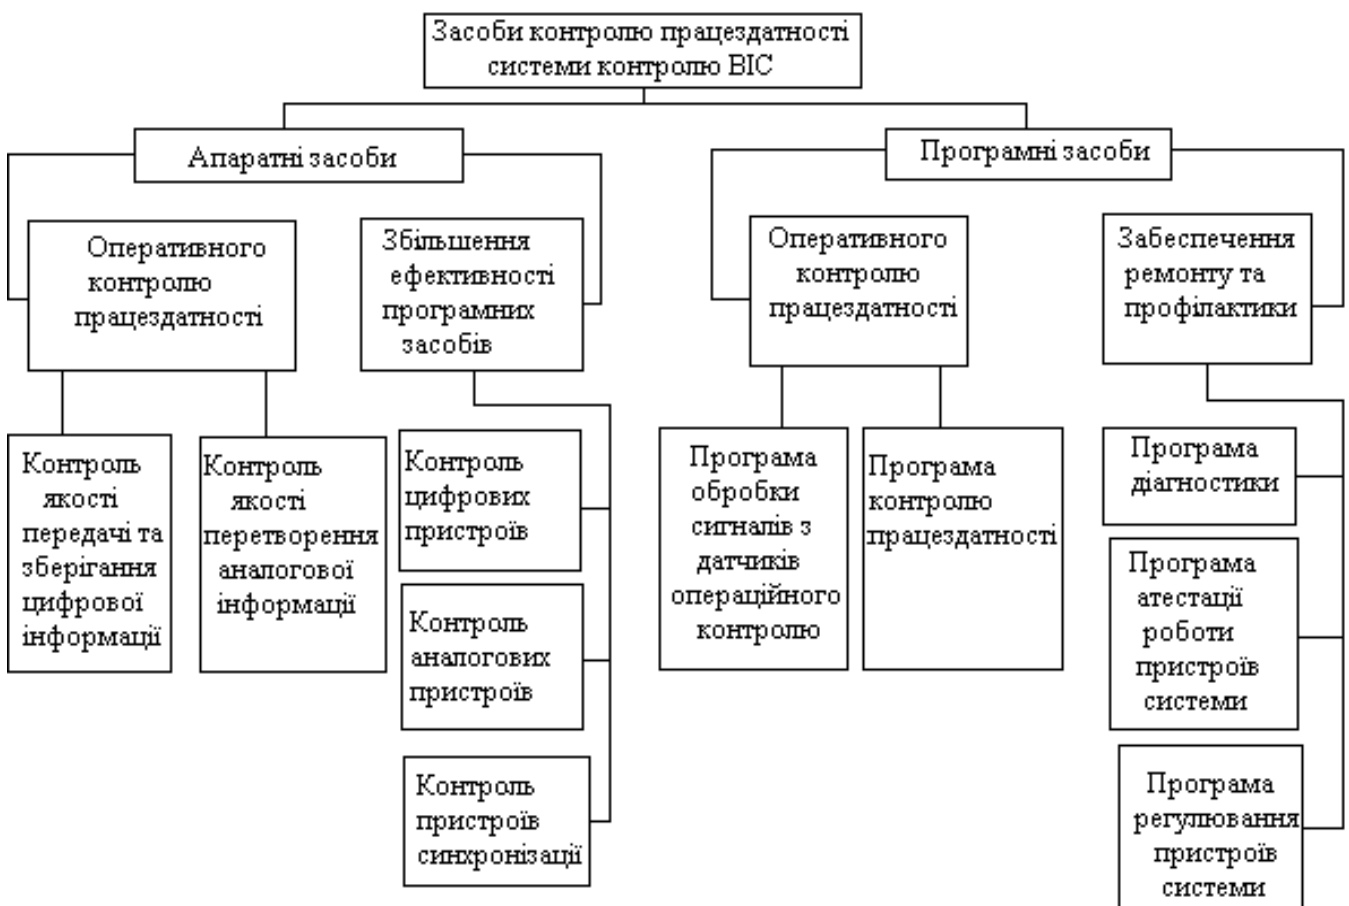 Засоби контролю працездатності
системи контролю ВІС
Апаратні засоби
Програмні засоби
Оперативного
контролю
працездатності
Збільшення
ефективності
програмних
засобів
Оперативного
контролю
працездатності
Забеспечення
ремонту та
профілактики
Контроль
якості
передачі та
зберігання
цифрової
інформації
Контроль
якості
перетворення
аналогової
інформації
Контроль
цифрових
пристроїв
Контроль
аналогових
пристроїв
Контроль
пристроїв
синхронізації
Програма
обробки
сигналів з
датчиків
операційного
контролю
Програма
контролю
працездатності
Програма
діагностики
Програма
атестації
роботи
пристроїв
системи
Програма
регулювання
пристроїв
системи